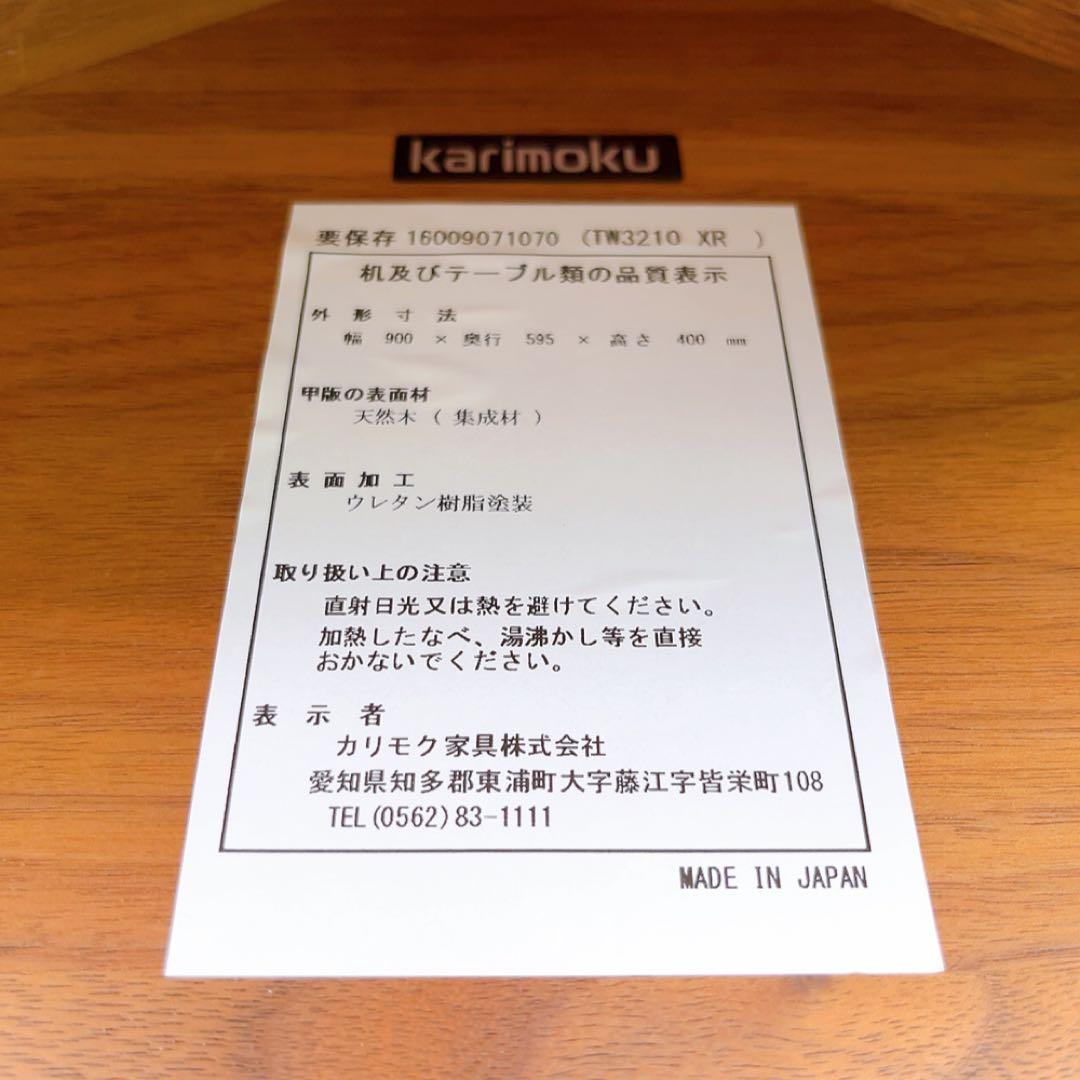 karimoku
要保存 16009071070 (TW3210 XR )
机及びテーブル類の品質表示
外形寸法
幅 900 × 奥行 595 × 高さ 400 mm
甲版の表面材
天然木 ( 集成材 )
表面加工
ウレタン樹脂塗装
取り扱い上の注意
直射日光又は熱を避けてください。
加熱したなべ、湯沸かし等を直接
おかないでください。
表示者
カリモク家具株式会社
愛知県知多郡東浦町大字藤江字皆栄町108
TEL(0562)83-1111
MADE IN JAPAN